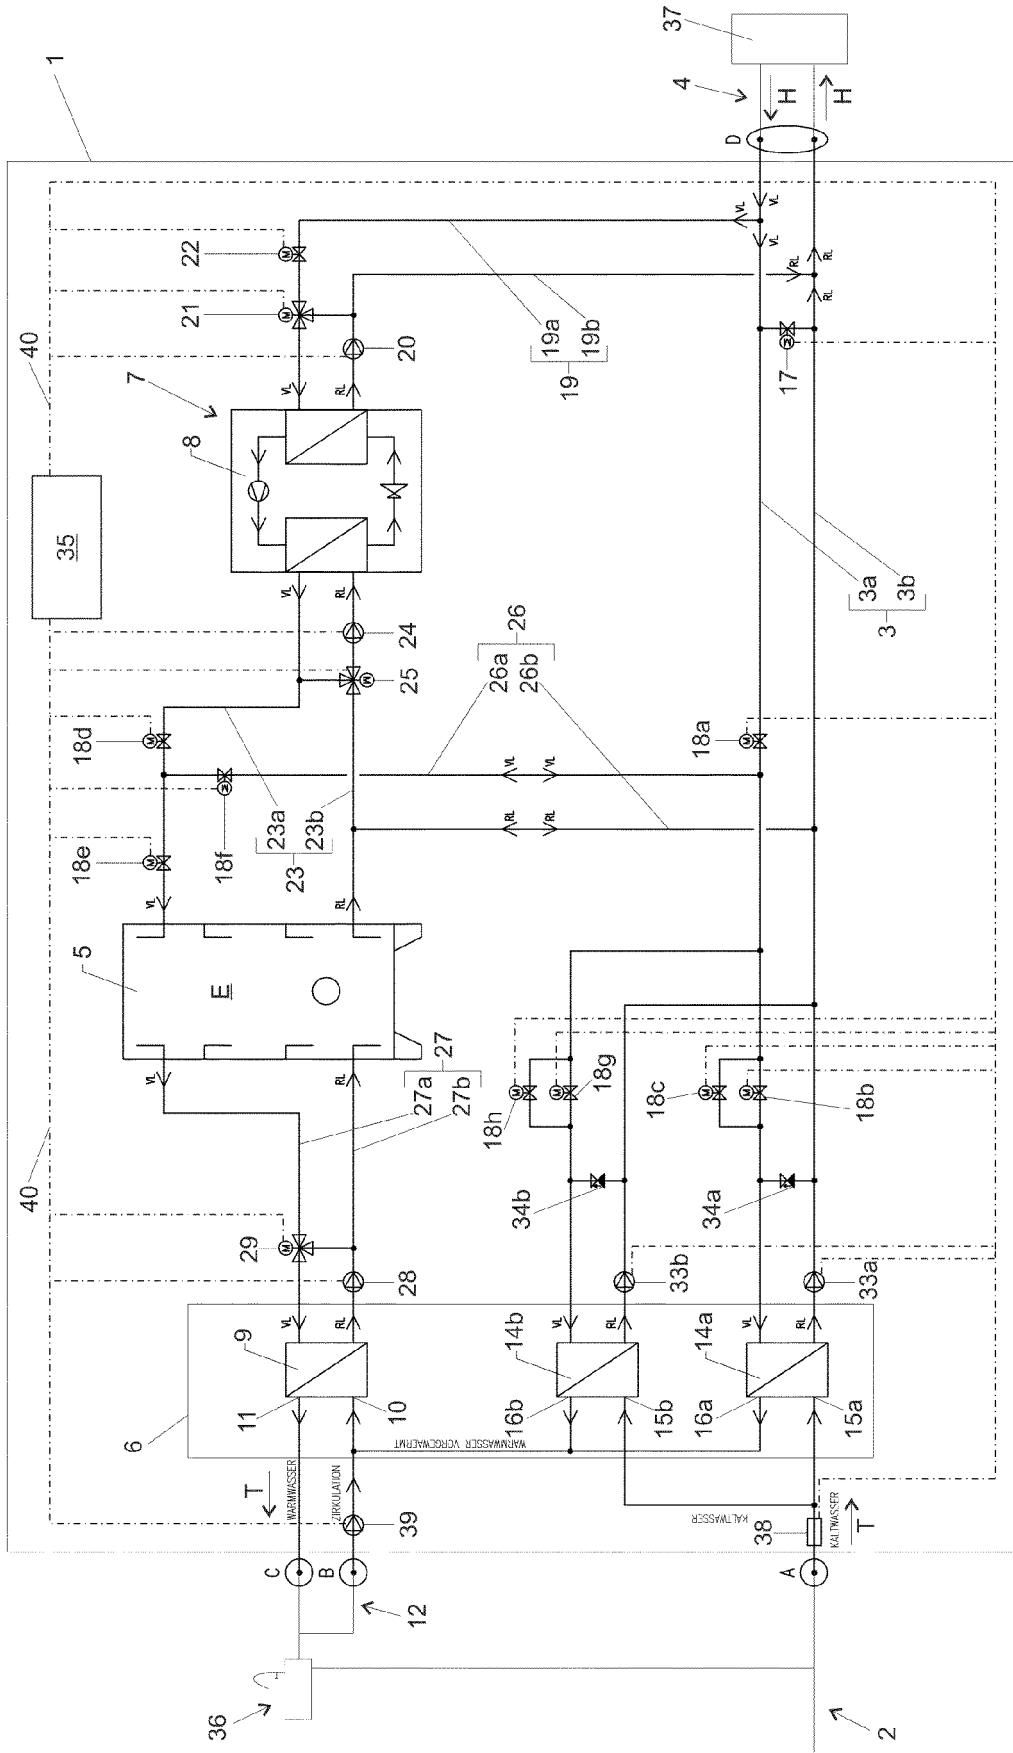 1
37
4
H
H
D
VL
VL
VL
RL
RL
RL
22
M
21
M
20
19a
19b
19
17
M
40
7
8
VL
RL
35
3a
3b
3
VL
RL
24
25
M
26
26a
26b
18d
M
18a
M
18f
M
23a
23b
23
VL
VL
RL
RL
18e
M
VL
RL
5
E
VL
RL
27
27a
27b
18h
M
18g
M
18c
M
18b
M
40
29
M
28
34b
34a
33b
33a
VL
RL
VL
RL
VL
RL
9
11
10
14b
16b
15b
14a
16a
15a
6
WARMWASSER VORGEWAERMT
T
WARMWASSER
ZIRKULATION
39
KALTWASSER
38
KALTWASSER
T
C
B
A
12
36
2